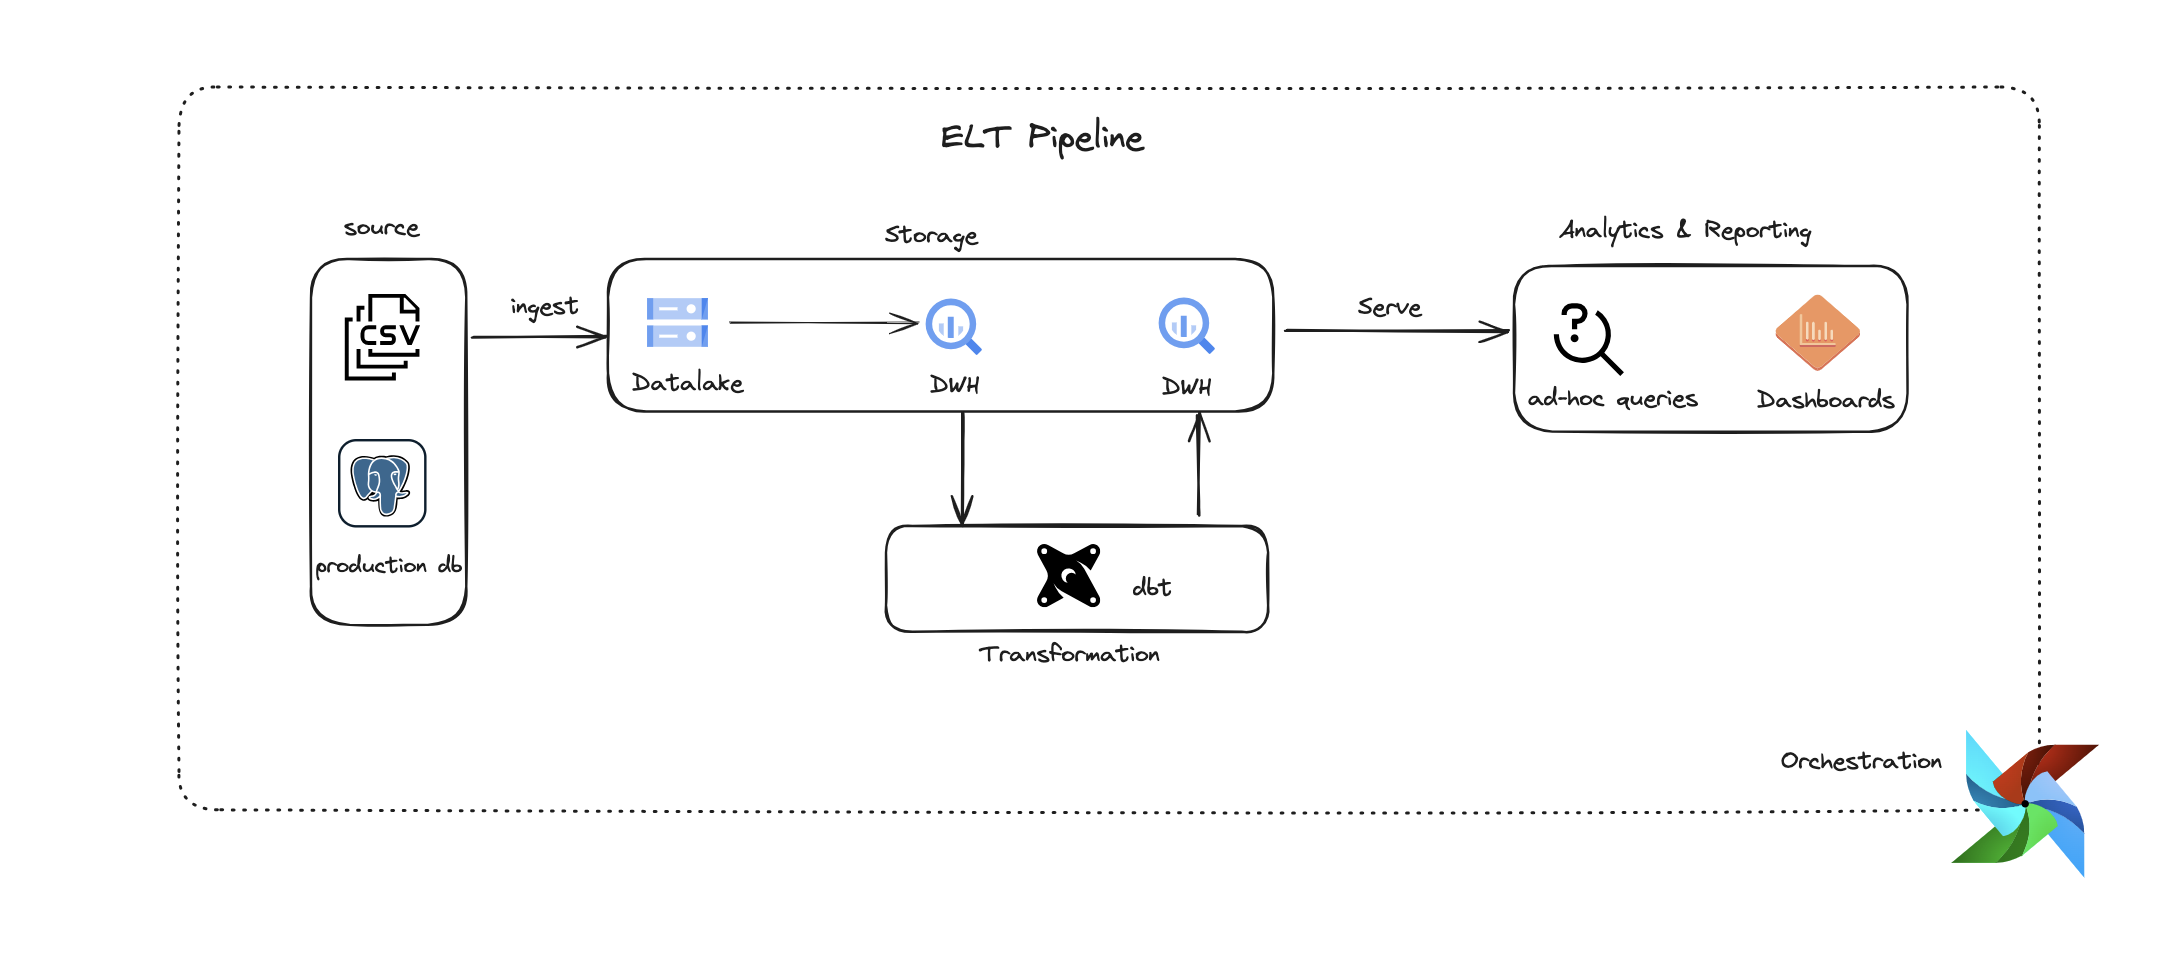 ELT Pipeline
source
CSV
production db
ingest
Storage
Datalake
DWH
DWH
dbt
Transformation
Serve
Analytics & Reporting
ad-hoc queries
Dashboards
Orchestration